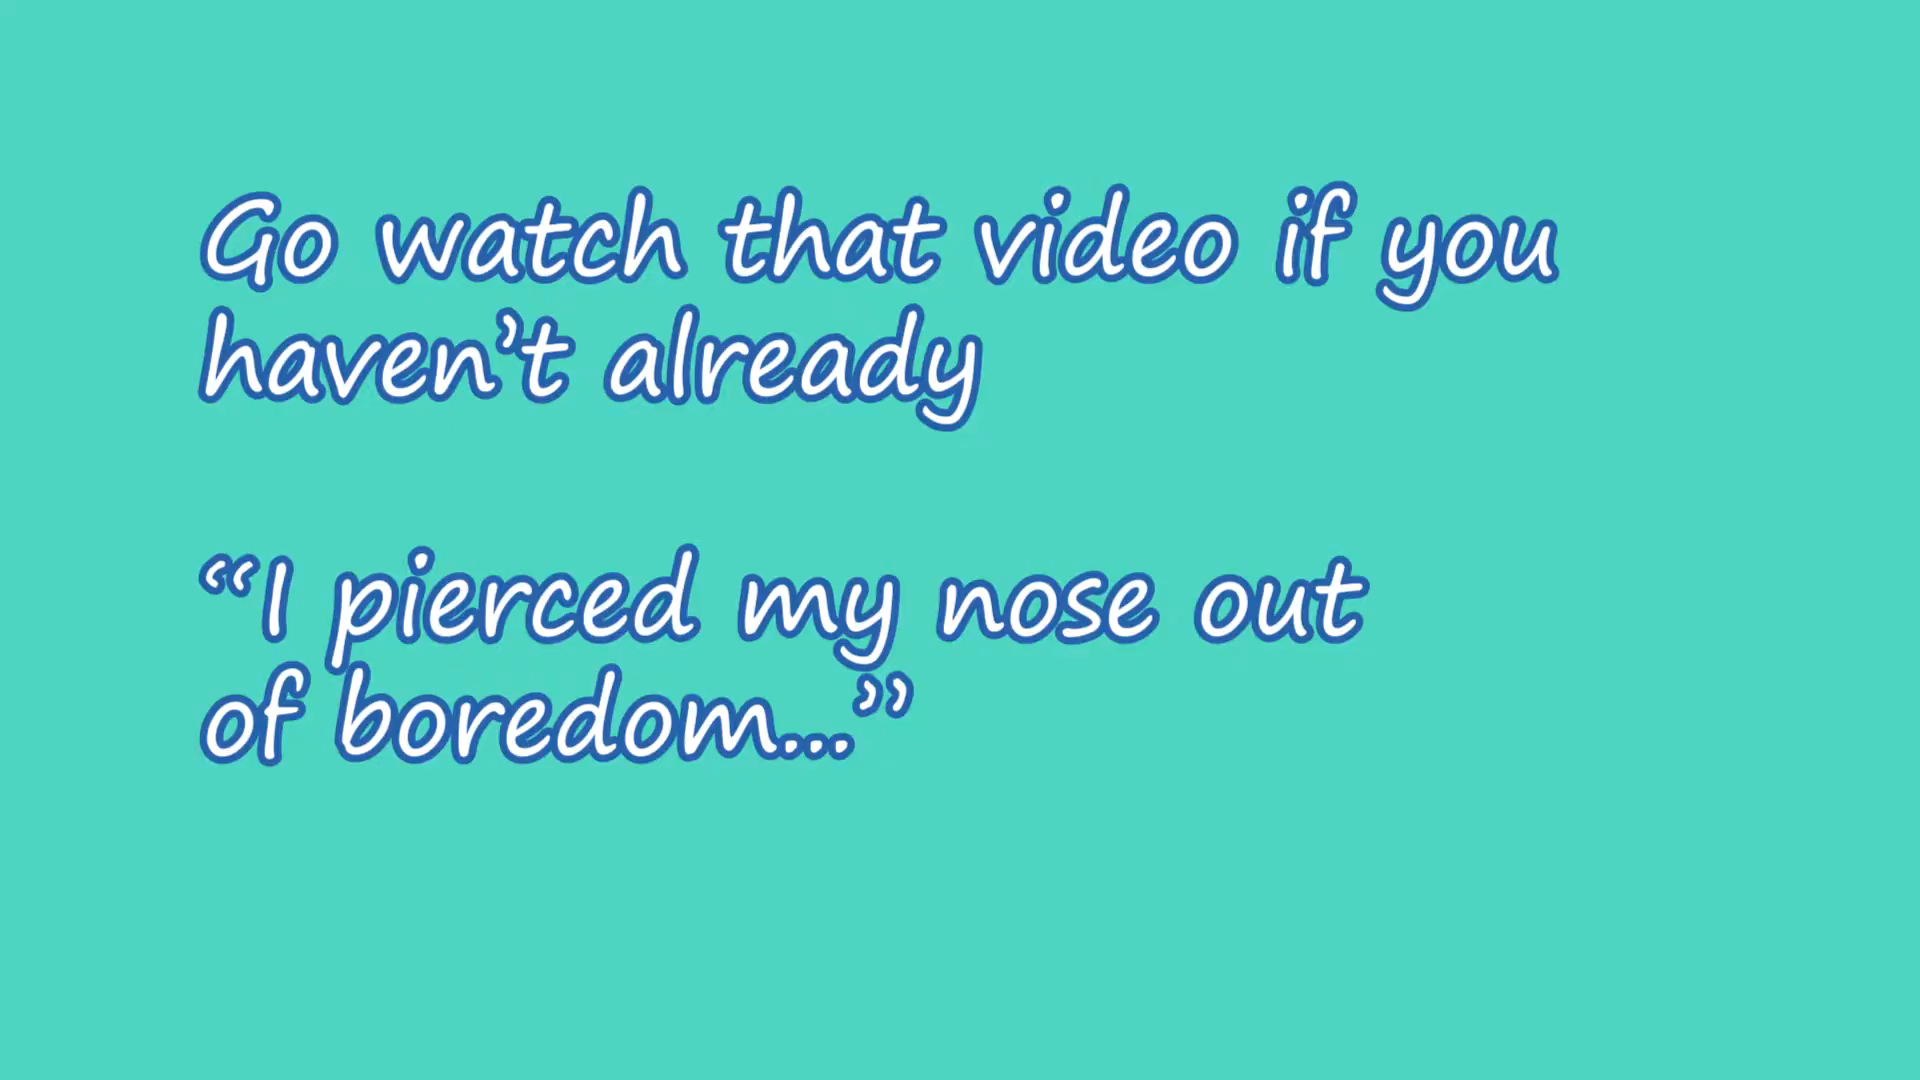 Go watch that video if you
haven’t already
“I pierced my nose out
of boredom...”